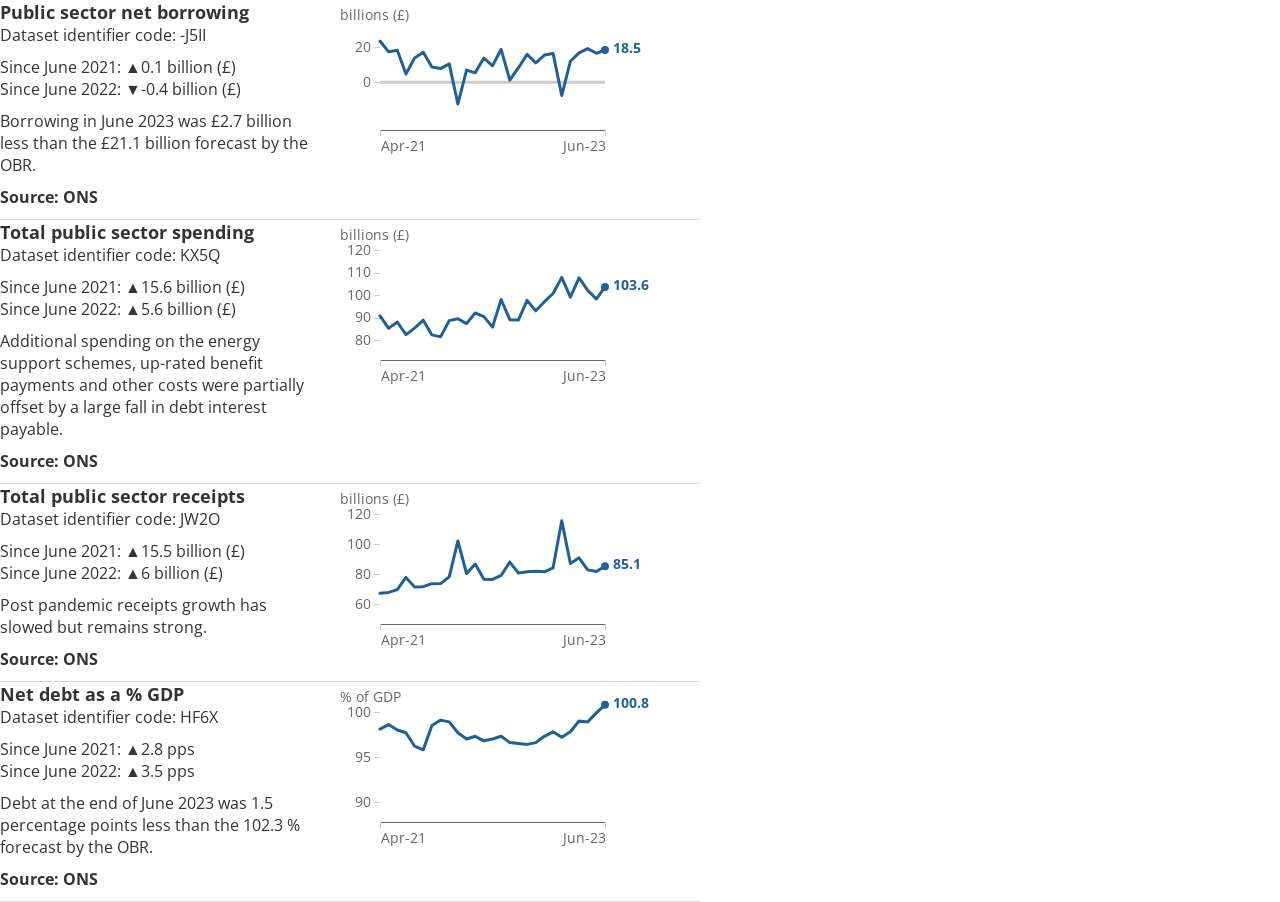 Public sector net borrowing
Dataset identifier code: -J5II
Since June 2021: ▲0.1 billion (£)
Since June 2022: ▼-0.4 billion (£)
Borrowing in June 2023 was £2.7 billion
less than the £21.1 billion forecast by the
OBR.
Source: ONS
billions (£)
20
0
18.5
Apr-21
Jun-23
Total public sector spending
Dataset identifier code: KX5Q
Since June 2021: ▲15.6 billion (£)
Since June 2022: ▲5.6 billion (£)
Additional spending on the energy
support schemes, up-rated benefit
payments and other costs were partially
offset by a large fall in debt interest
payable.
Source: ONS
billions (£)
120
110
100
90
80
103.6
Apr-21
Jun-23
Total public sector receipts
Dataset identifier code: JW2O
Since June 2021: ▲15.5 billion (£)
Since June 2022: ▲6 billion (£)
Post pandemic receipts growth has
slowed but remains strong.
Source: ONS
billions (£)
120
100
80
60
85.1
Apr-21
Jun-23
Net debt as a % GDP
Dataset identifier code: HF6X
Since June 2021: ▲2.8 pps
Since June 2022: ▲3.5 pps
Debt at the end of June 2023 was 1.5
percentage points less than the 102.3 %
forecast by the OBR.
Source: ONS
% of GDP
100
95
90
100.8
Apr-21
Jun-23